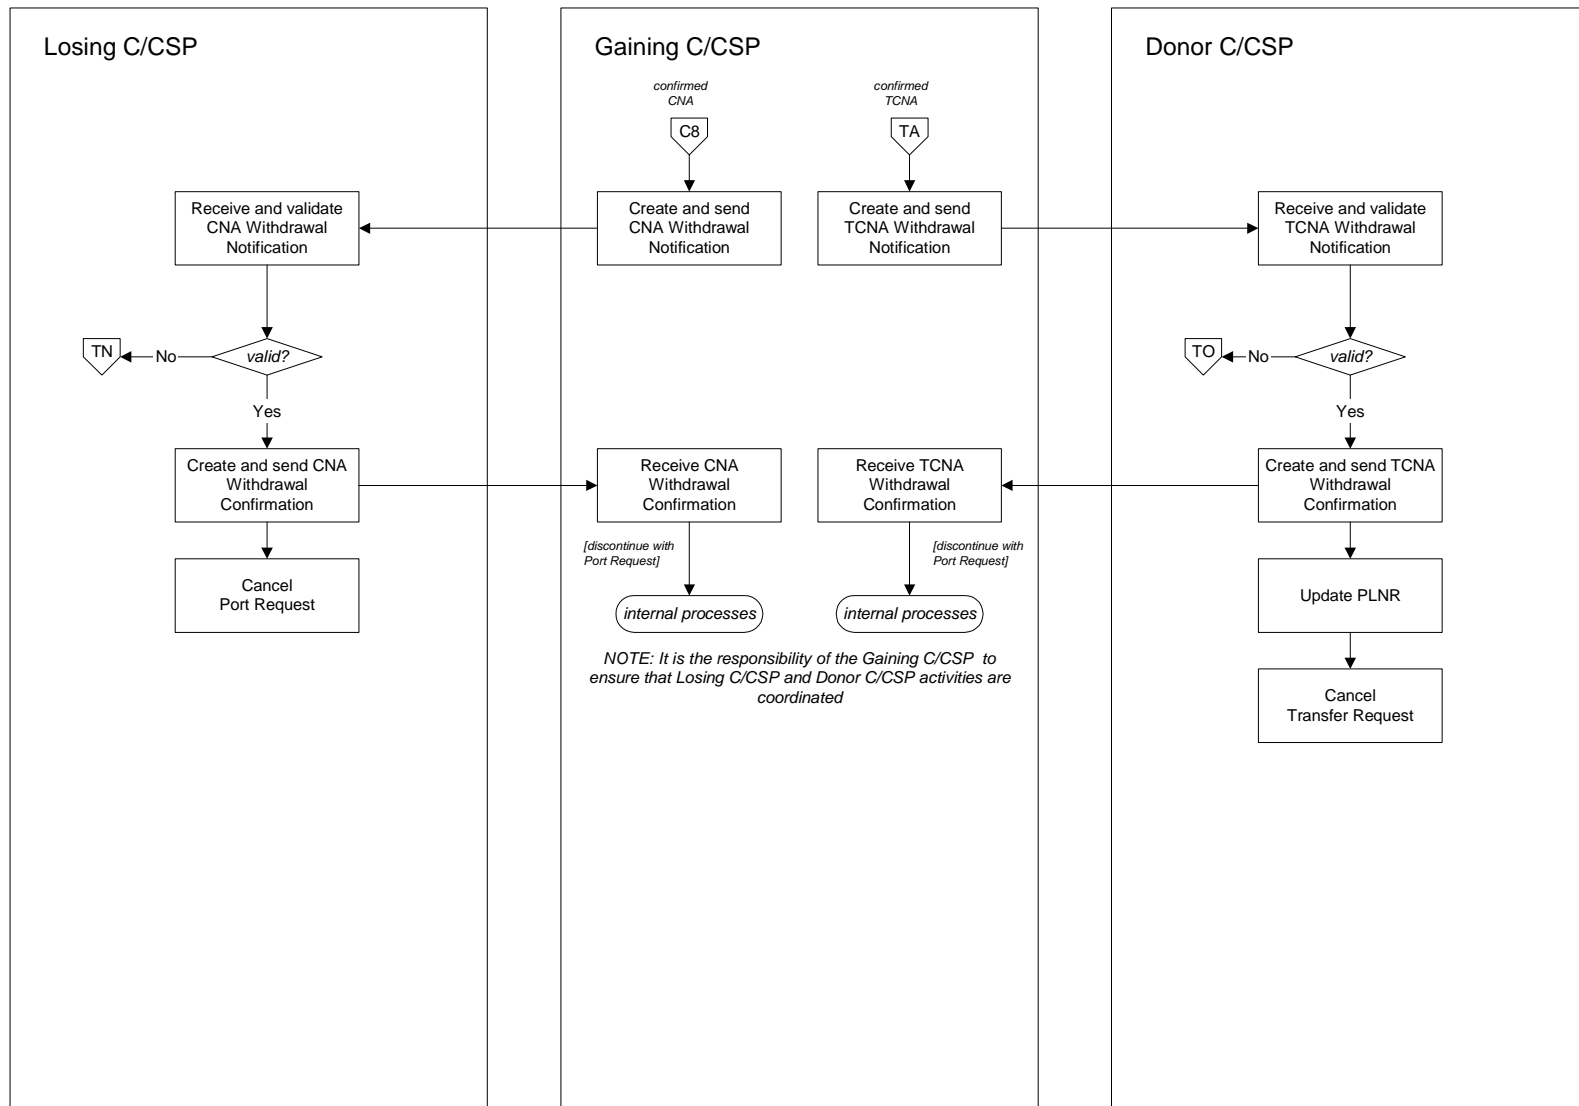 Losing C/CSP
Gaining C/CSP
Donor C/CSP
confirmed
CNA
confirmed
TCNA
C8
TA
Receive and validate
CNA Withdrawal
Notification
Create and send
CNA Withdrawal
Notification
Create and send
TCNA Withdrawal
Notification
Receive and validate
TCNA Withdrawal
Notification
TN
No
valid?
TO
No
valid?
Yes
Yes
Create and send CNA
Withdrawal
Confirmation
Receive CNA
Withdrawal
Confirmation
Receive TCNA
Withdrawal
Confirmation
Create and send TCNA
Withdrawal
Confirmation
[discontinue with
Port Request]
[discontinue with
Port Request]
Cancel
Port Request
internal processes
internal processes
Update PLNR
NOTE: It is the responsibility of the Gaining C/CSP to
ensure that Losing C/CSP and Donor C/CSP activities are
coordinated
Cancel
Transfer Request